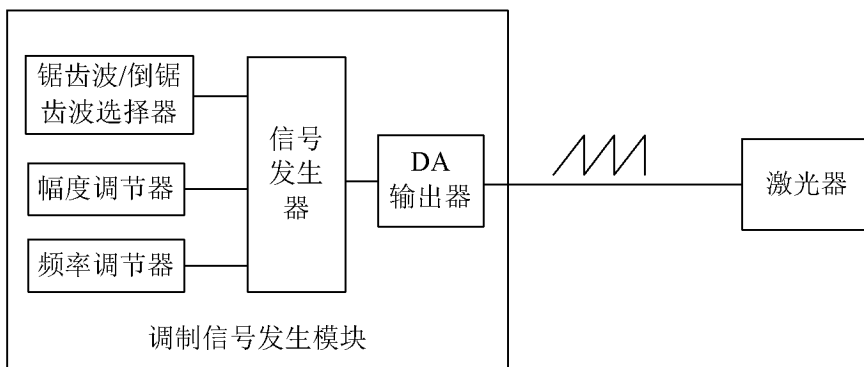 锯齿波/倒锯
齿波选择器
幅度调节器
频率调节器
信号
发生
器
DA
输出器
激光器
调制信号发生模块